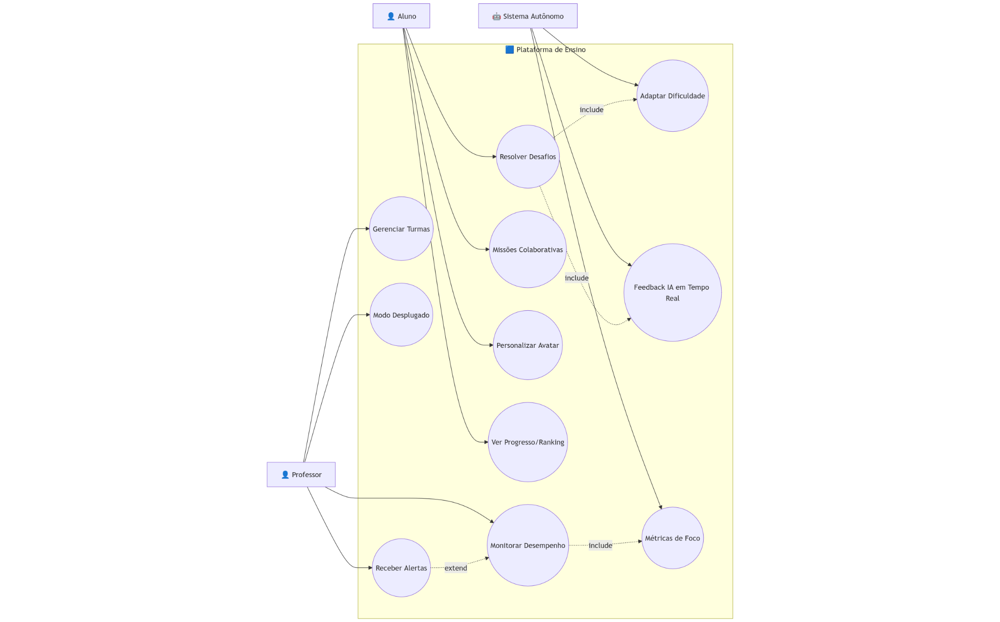 👤 Aluno
🤖 Sistema Autônomo
🟦 Plataforma de Ensino
Adaptar Dificuldade
include
Resolver Desafios
Gerenciar Turmas
Missões Colaborativas
include
Feedback IA em Tempo
Real
Modo Desplugado
Personalizar Avatar
Ver Progresso/Ranking
👤 Professor
Monitorar Desempenho
include
Métricas de Foco
Receber Alertas
extend